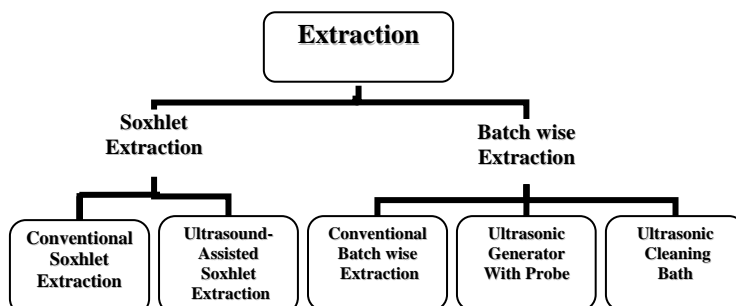 Extraction
Soxhlet
Extraction
Batch wise
Extraction
Conventional
Soxhlet
Extraction
Ultrasound-
Assisted
Soxhlet
Extraction
Conventional
Batch wise
Extraction
Ultrasonic
Generator
With Probe
Ultrasonic
Cleaning
Bath